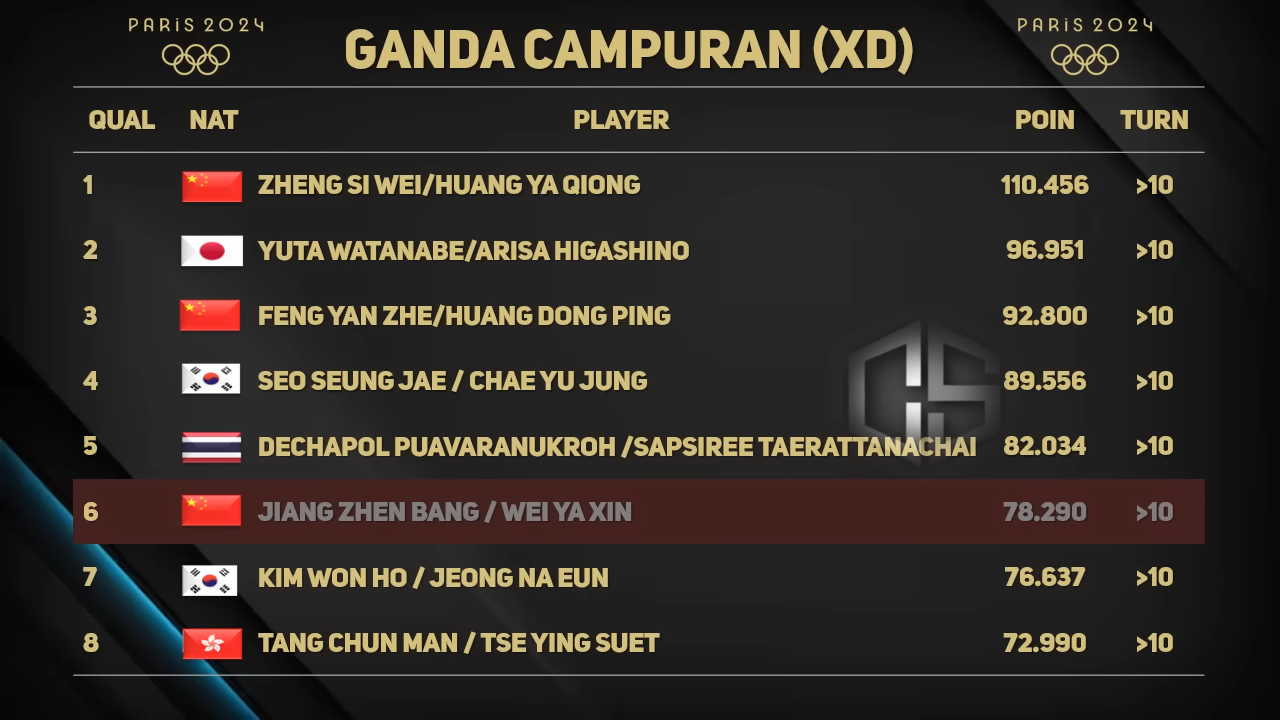 PARIS 2024
GANDA CAMPURAN (XD)
PARIS 2024
QUAL NAT PLAYER POIN TURN
1 ZHENG SI WEI/HUANG YA QIONG 110.456 >10
2 YUTA WATANABE/ARISA HIGASHINO 96.951 >10
3 FENG YAN ZHE/HUANG DONG PING 92.800 >10
4 SEO SEUNG JAE / CHAE YU JUNG 89.556 >10
5 DECHAPOL PUAVARANUKROH /SAPSIREE TAERATTANACHAI 82.034 >10
6 JIANG ZHEN BANG / WEI YA XIN 78.290 >10
7 KIM WON HO / JEONG NA EUN 76.637 >10
8 TANG CHUN MAN / TSE YING SUET 72.990 >10